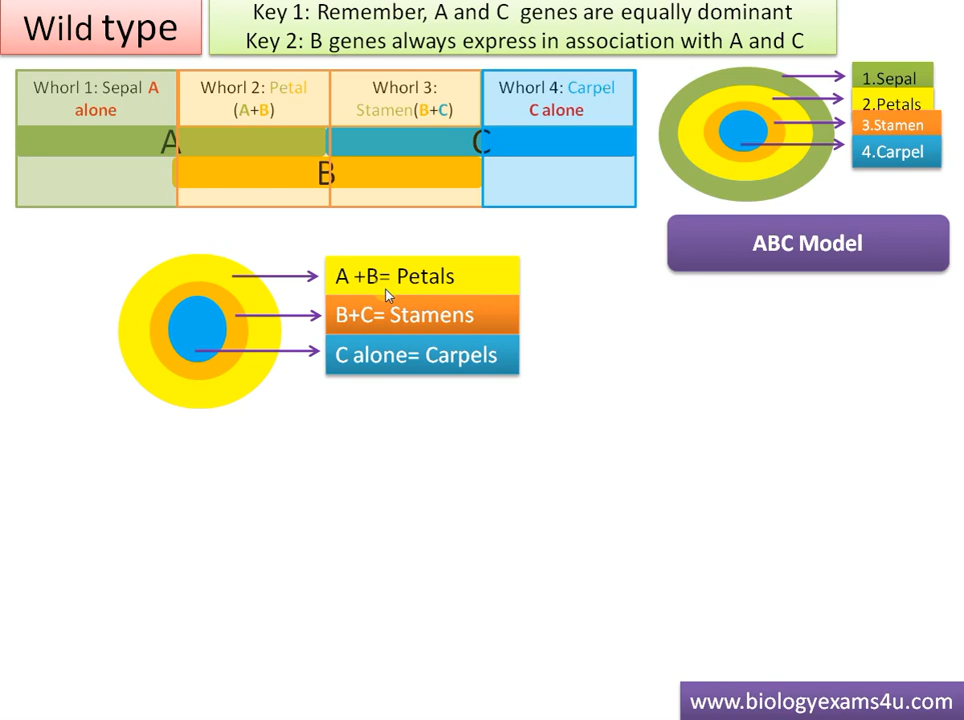 Wild type
Key 1: Remember, A and C genes are equally dominant
Key 2: B genes always express in association with A and C
Whorl 1: Sepal A
alone
Whorl 2: Petal
(A+B)
Whorl 3:
Stamen(B+C)
Whorl 4: Carpel
C alone
A
C
B
1.Sepal
2.Petals
3.Stamen
4.Carpel
ABC Model
A +B= Petals
B+C= Stamens
C alone= Carpels
www.biologyexams4u.com